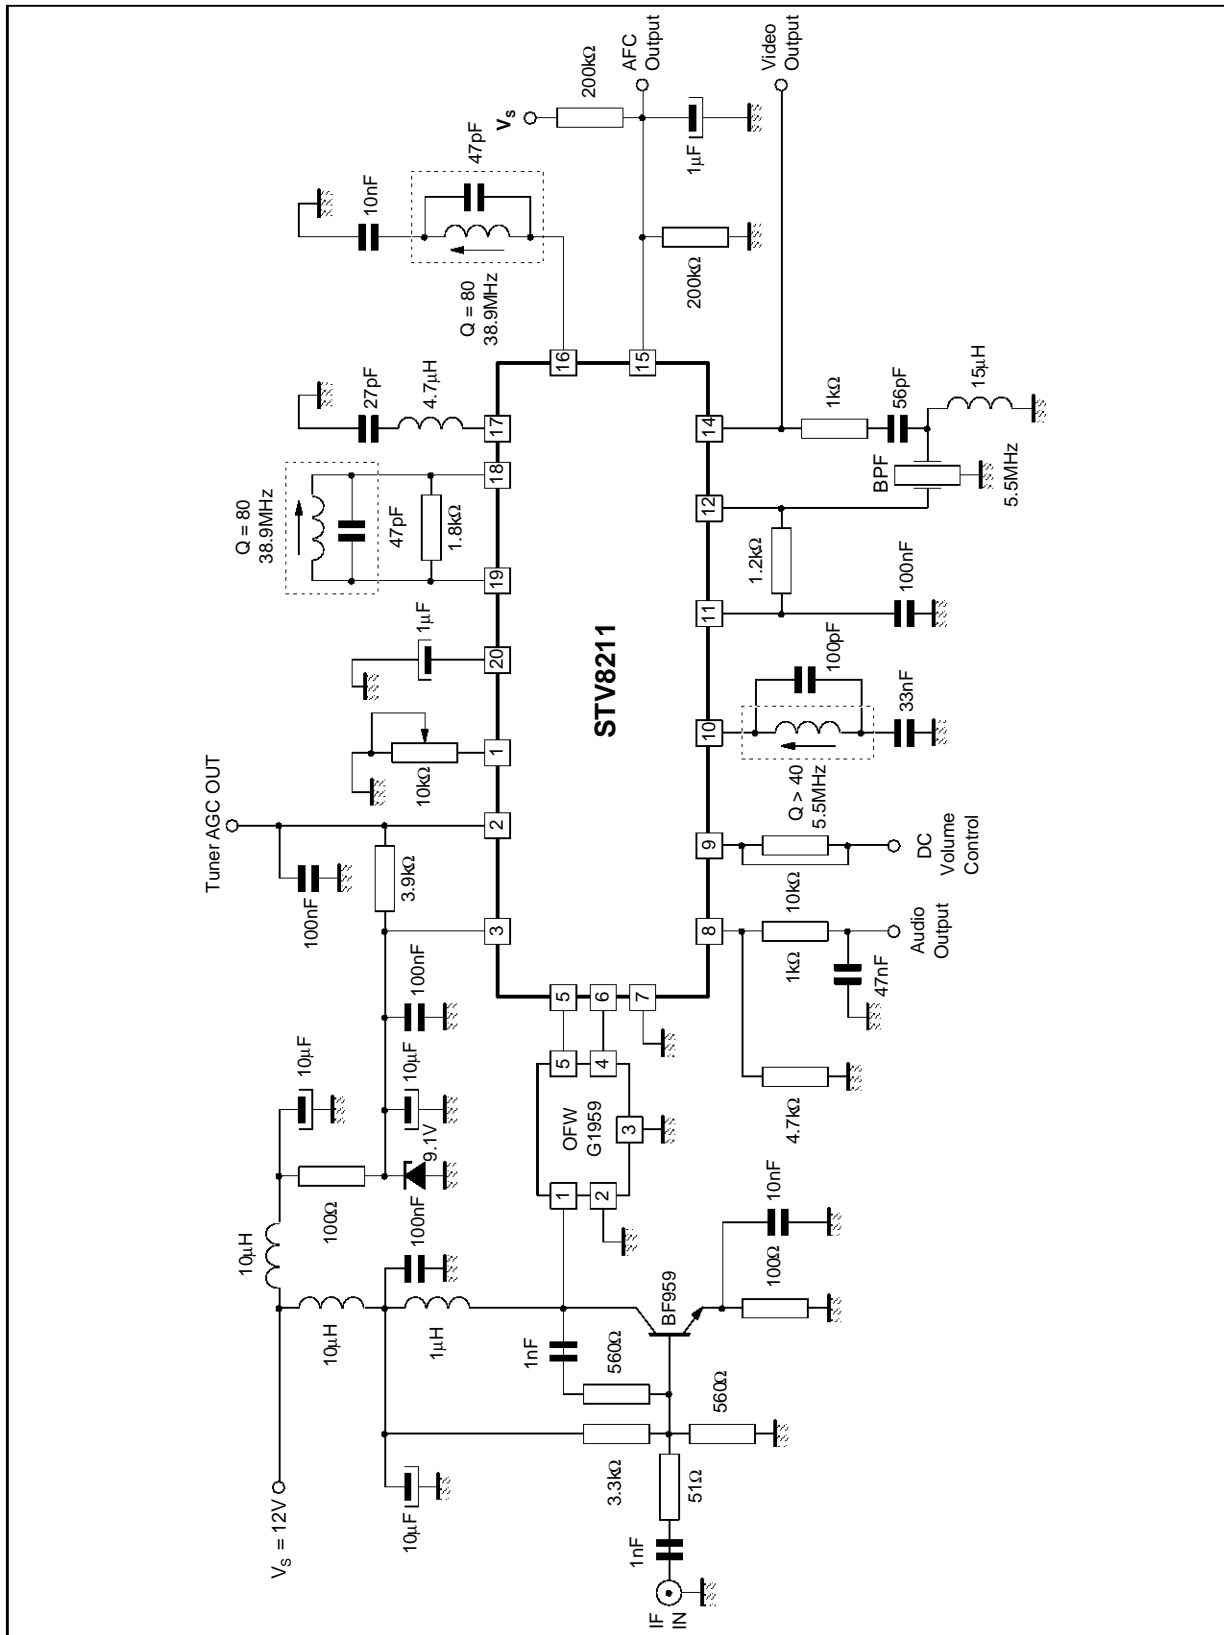 VS = 12V
10µH
10µF
Tuner AGC OUT
100nF
3.9kΩ
10kΩ
1µF
Q = 80
38.9MHz
47pF
1.8kΩ
27pF
4.7µH
10nF
47pF
Q = 80
38.9MHz
VS
200kΩ
AFC
Output
1µF
200kΩ
Video
Output
10µH
100Ω
9.1V
10µF
100nF
100nF
1µH
10µF
3
2
1
20
19
18
17
16
15
STV8211
5
6
7
8
9
10
11
12
14
1nF
560Ω
3.3kΩ
51Ω
1nF
IF
IN
560Ω
BF959
100Ω
10nF
OFW
G1959
1
2
3
4
5
4.7kΩ
1kΩ
47nF
Audio
Output
10kΩ
DC
Volume
Control
Q > 40
5.5MHz
100pF
33nF
1.2kΩ
100nF
1kΩ
56pF
15µH
BPF
5.5MHz